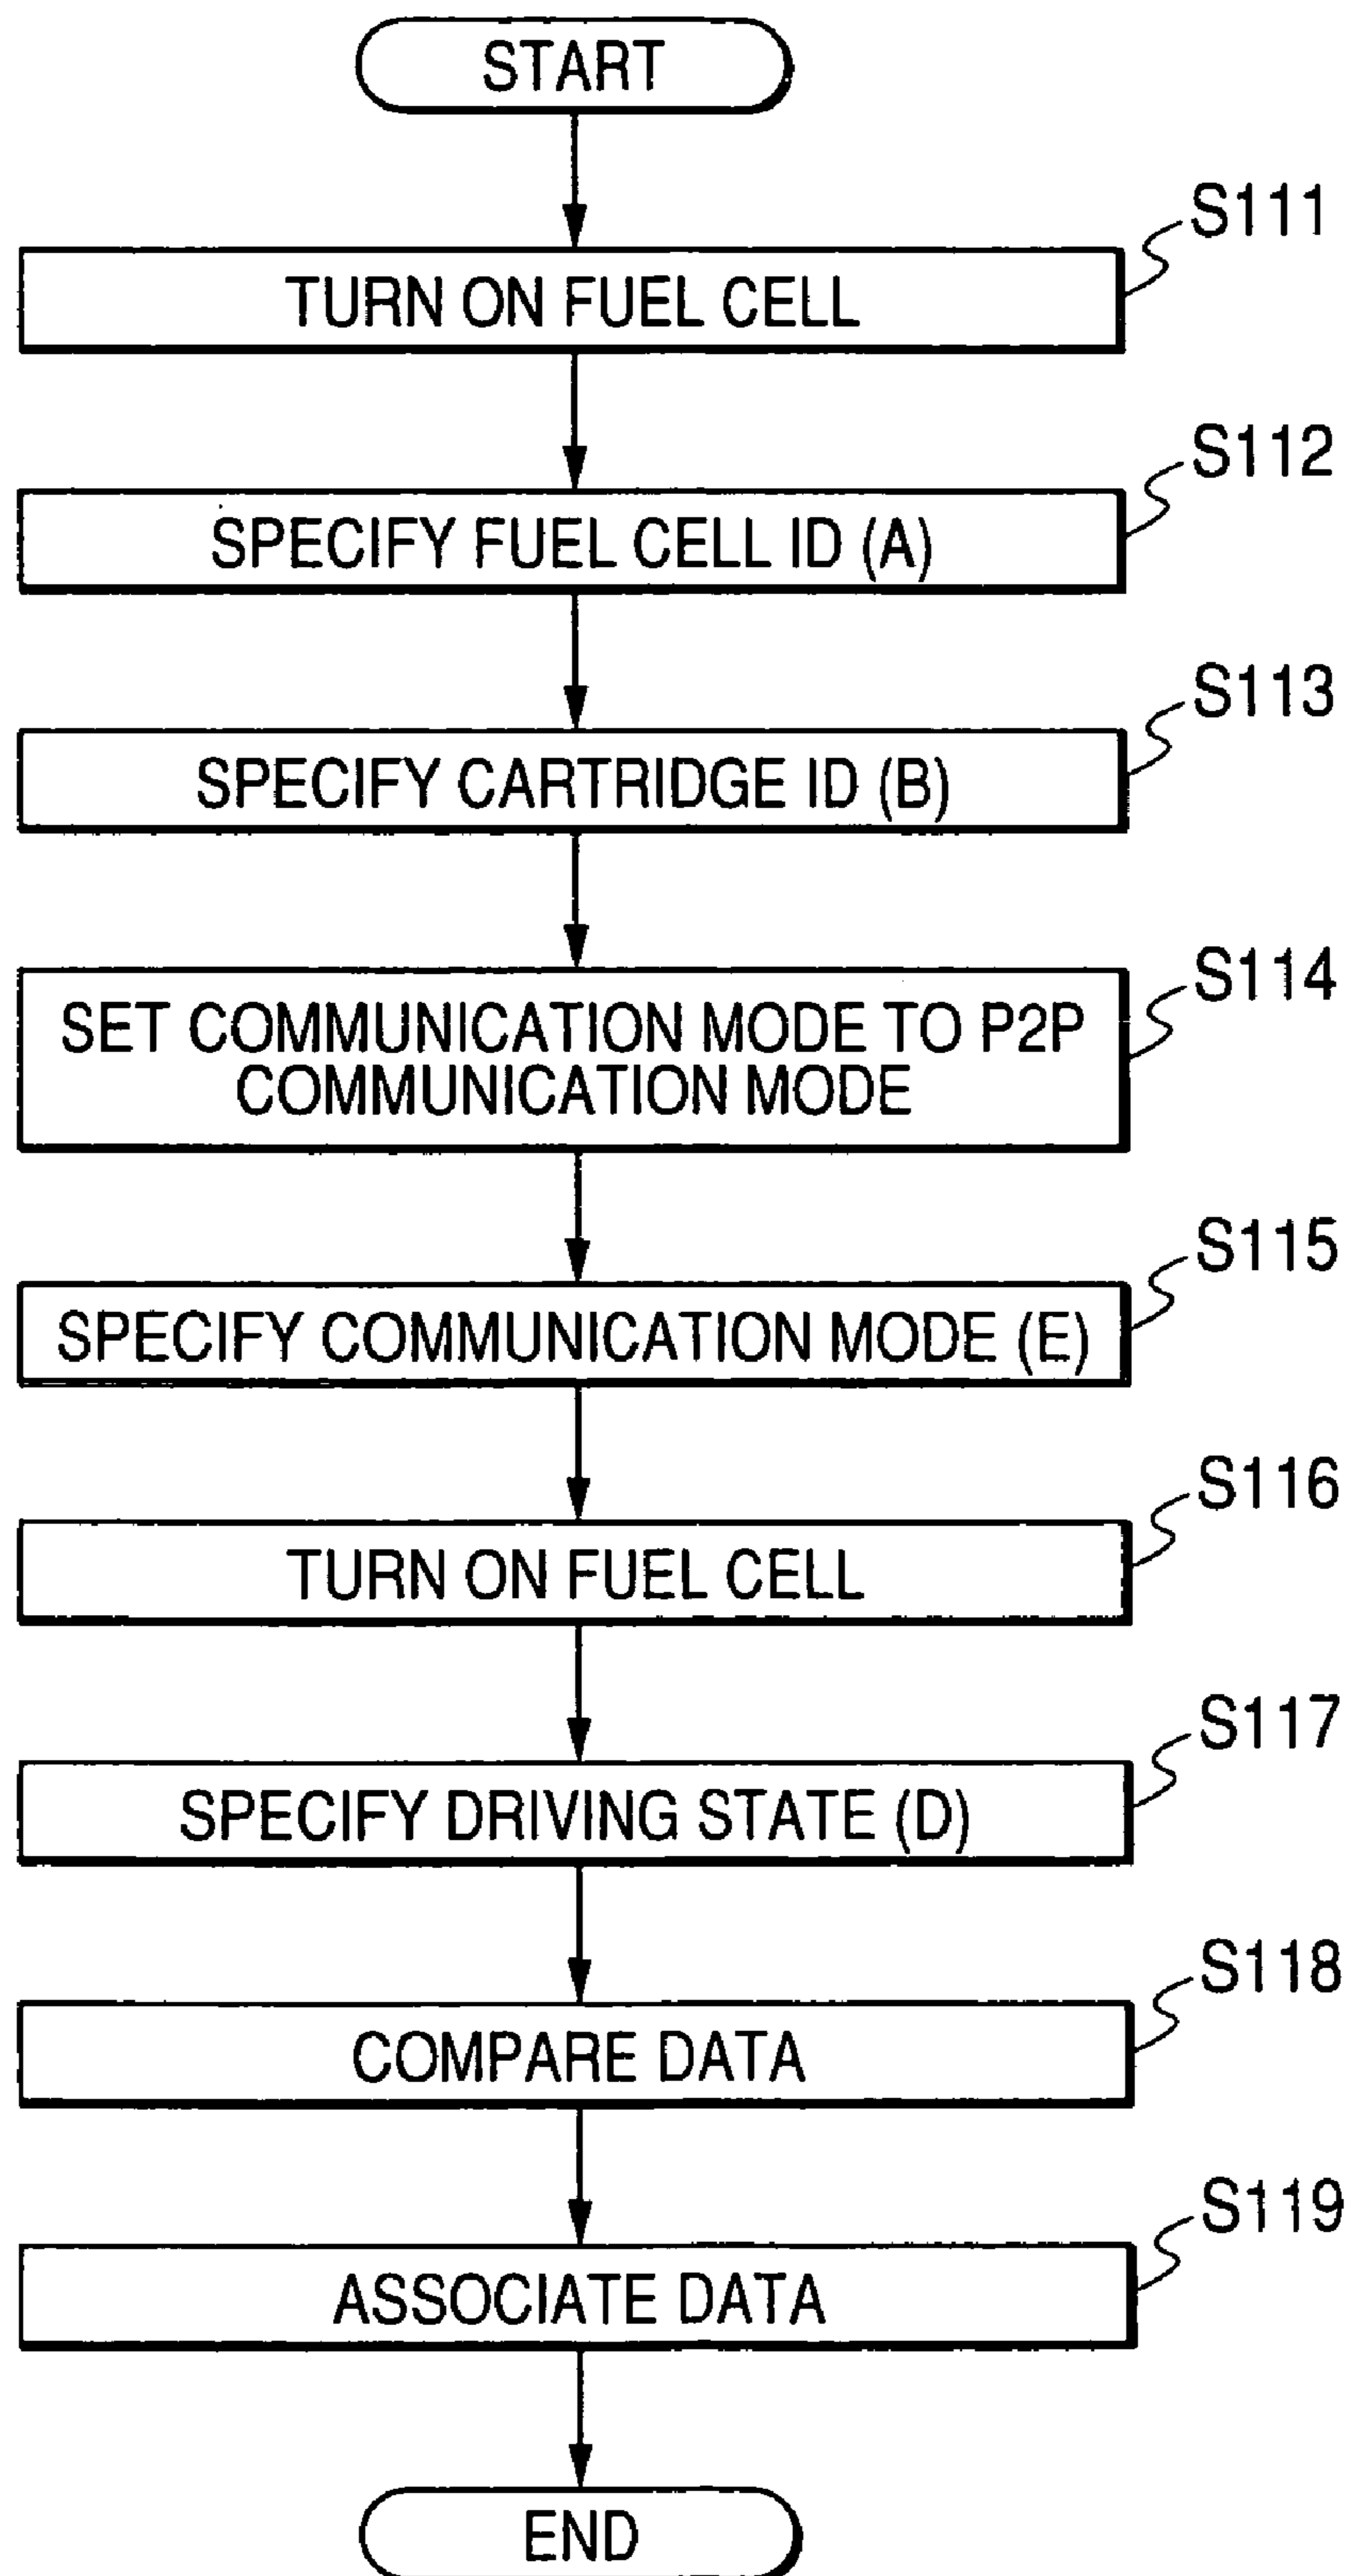 START
S111
TURN ON FUEL CELL
S112
SPECIFY FUEL CELL ID (A)
S113
SPECIFY CARTRIDGE ID (B)
S114
SET COMMUNICATION MODE TO P2P
COMMUNICATION MODE
S115
SPECIFY COMMUNICATION MODE (E)
S116
TURN ON FUEL CELL
S117
SPECIFY DRIVING STATE (D)
S118
COMPARE DATA
S119
ASSOCIATE DATA
END